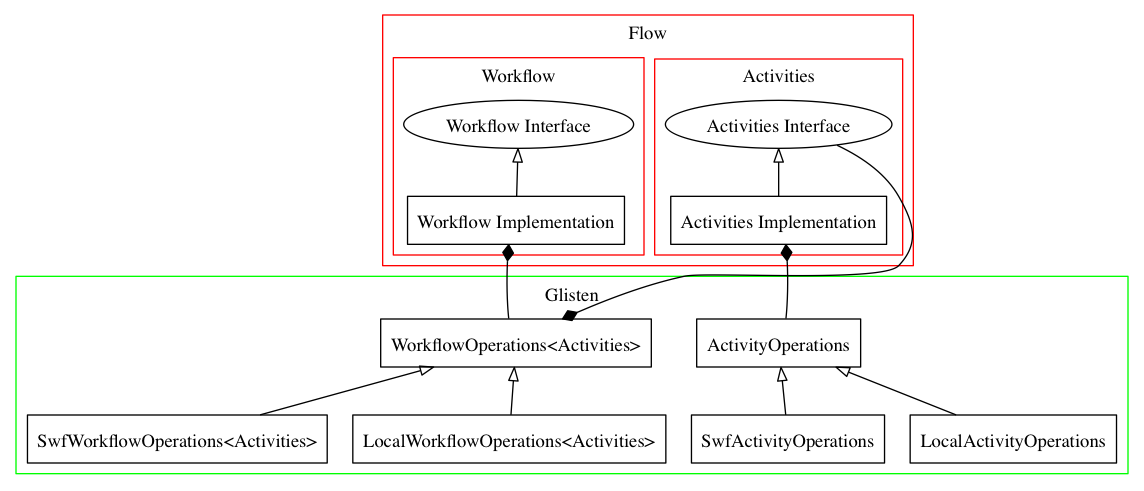 Flow
Workflow
Activities
Workflow Interface
Activities Interface
Workflow Implementation
Activities Implementation
Glisten
WorkflowOperations<Activities>
ActivityOperations
SwfWorkflowOperations<Activities>
LocalWorkflowOperations<Activities>
SwfActivityOperations
LocalActivityOperations